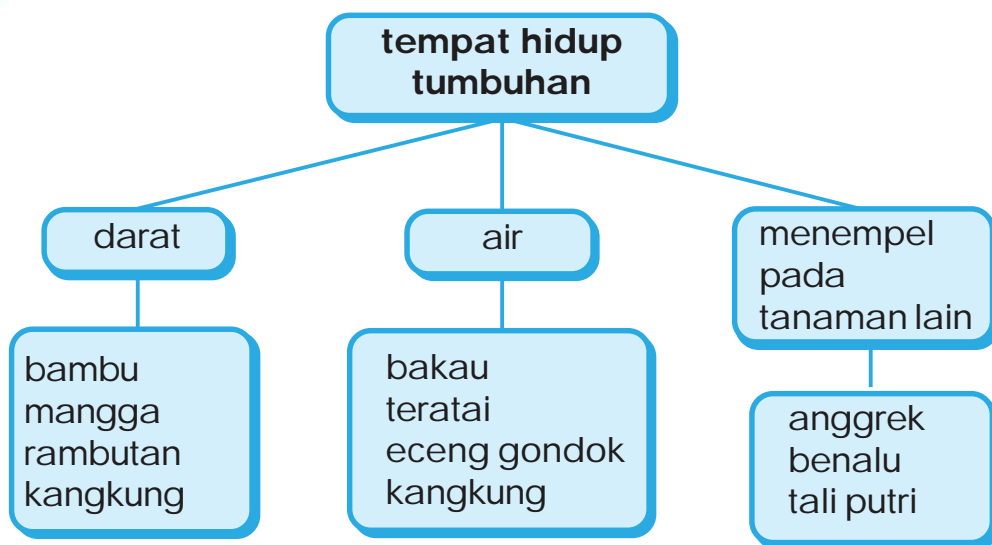 tempat hidup
tumbuhan
darat
air
menempel
pada
tanaman lain
bambu
mangga
rambutan
kangkung
bakau
teratai
eceng gondok
kangkung
anggrek
benalu
tali putri